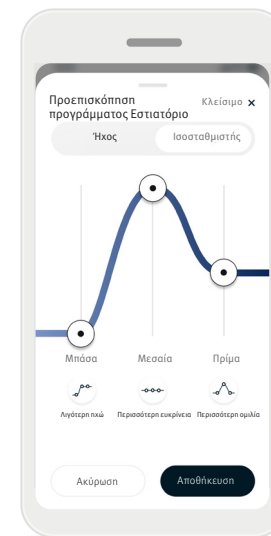 Προεπισκόπηση Κλείσιμο ×
προγράμματος Εστιατόριο
Ήχος Ισοσταθμιστής
Μπάσα Μεσαία Πρίμα
Λιγότερη ηχώ Περισσότερη ευκρίνεια Περισσότερη ομιλία
Ακύρωση Αποθήκευση